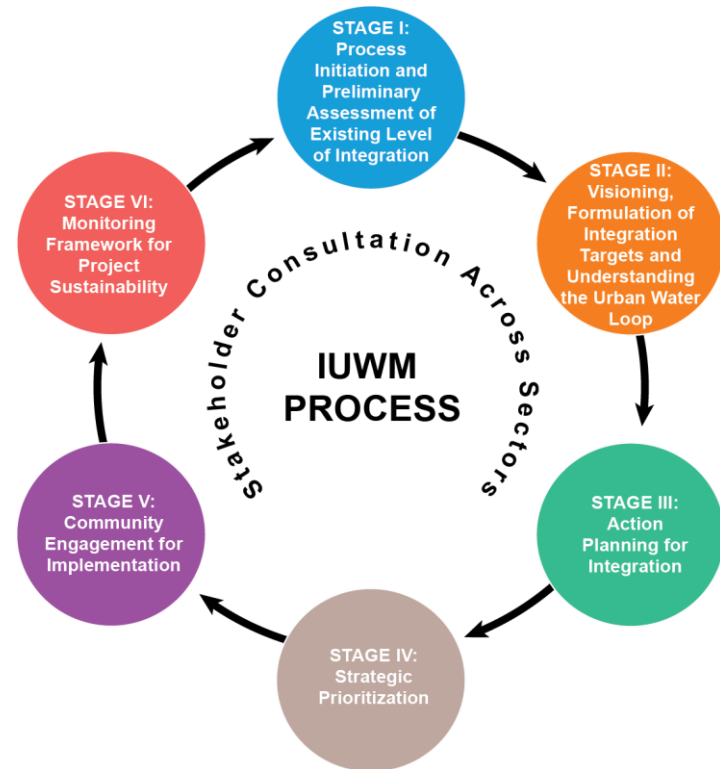 STAGE I:
Process
Initiation and
Preliminary
Assessment of
Existing Level
of Integration
STAGE II:
Visioning,
Formulation of
Integration
Targets and
Understanding
the Urban Water
Loop
STAGE III:
Action
Planning for
Integration
STAGE IV:
Strategic
Prioritization
STAGE V:
Community
Engagement for
Implementation
STAGE VI:
Monitoring
Framework for
Project
Sustainability
Stakeholder Consultation Across Sectors
IUWM
PROCESS